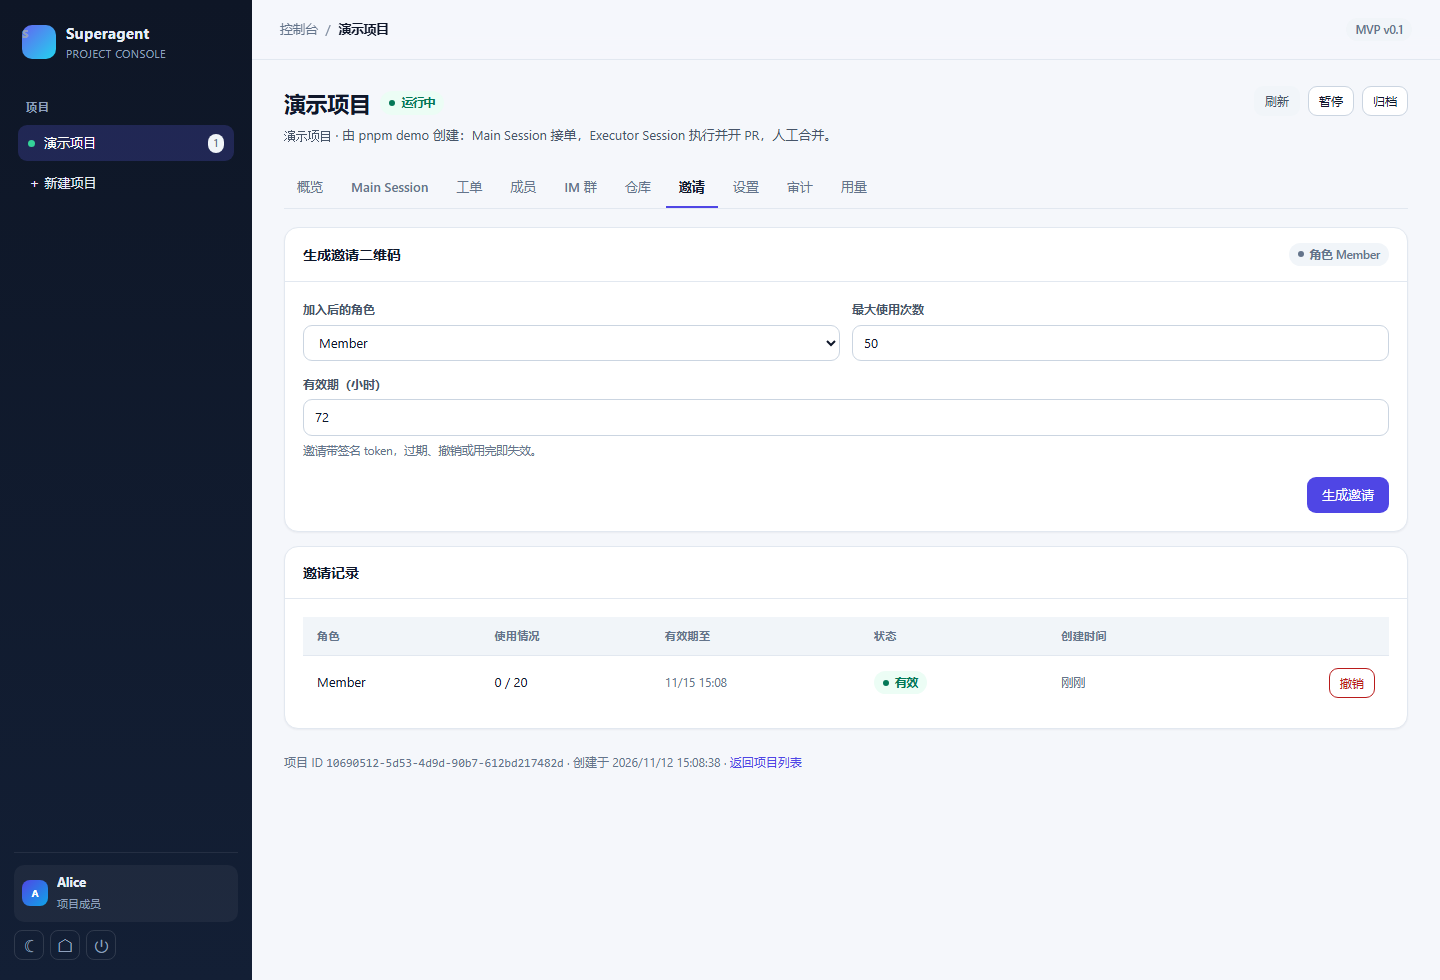 S
Superagent
PROJECT CONSOLE
项目
演示项目 1
+ 新建项目
A
Alice
项目成员
控制台 / 演示项目
MVP v0.1
演示项目 运行中
刷新 暂停 归档
演示项目 · 由 pnpm demo 创建：Main Session 接单，Executor Session 执行并开 PR，人工合并。
概览 Main Session 工单 成员 IM 群 仓库 邀请 设置 审计 用量
生成邀请二维码
角色 Member
加入后的角色 最大使用次数
Member 50
有效期（小时）
72
邀请带签名 token，过期、撤销或用完即失效。
生成邀请
邀请记录
角色 使用情况 有效期至 状态 创建时间
Member 0 / 20 11/15 15:08 有效 刚刚 撤销
项目 ID 10690512-5d53-4d9d-90b7-612bd217482d · 创建于 2026/11/12 15:08:38 · 返回项目列表